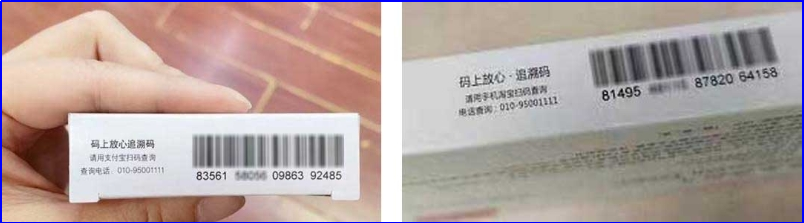 码上放心追溯码
请用支付宝扫码查询
查询电话 010-95001111
83561 58056 09863 92485
码上放心·追溯码
请用手机淘宝扫码查询
电话查询：010-95001111
81495 87820 64158